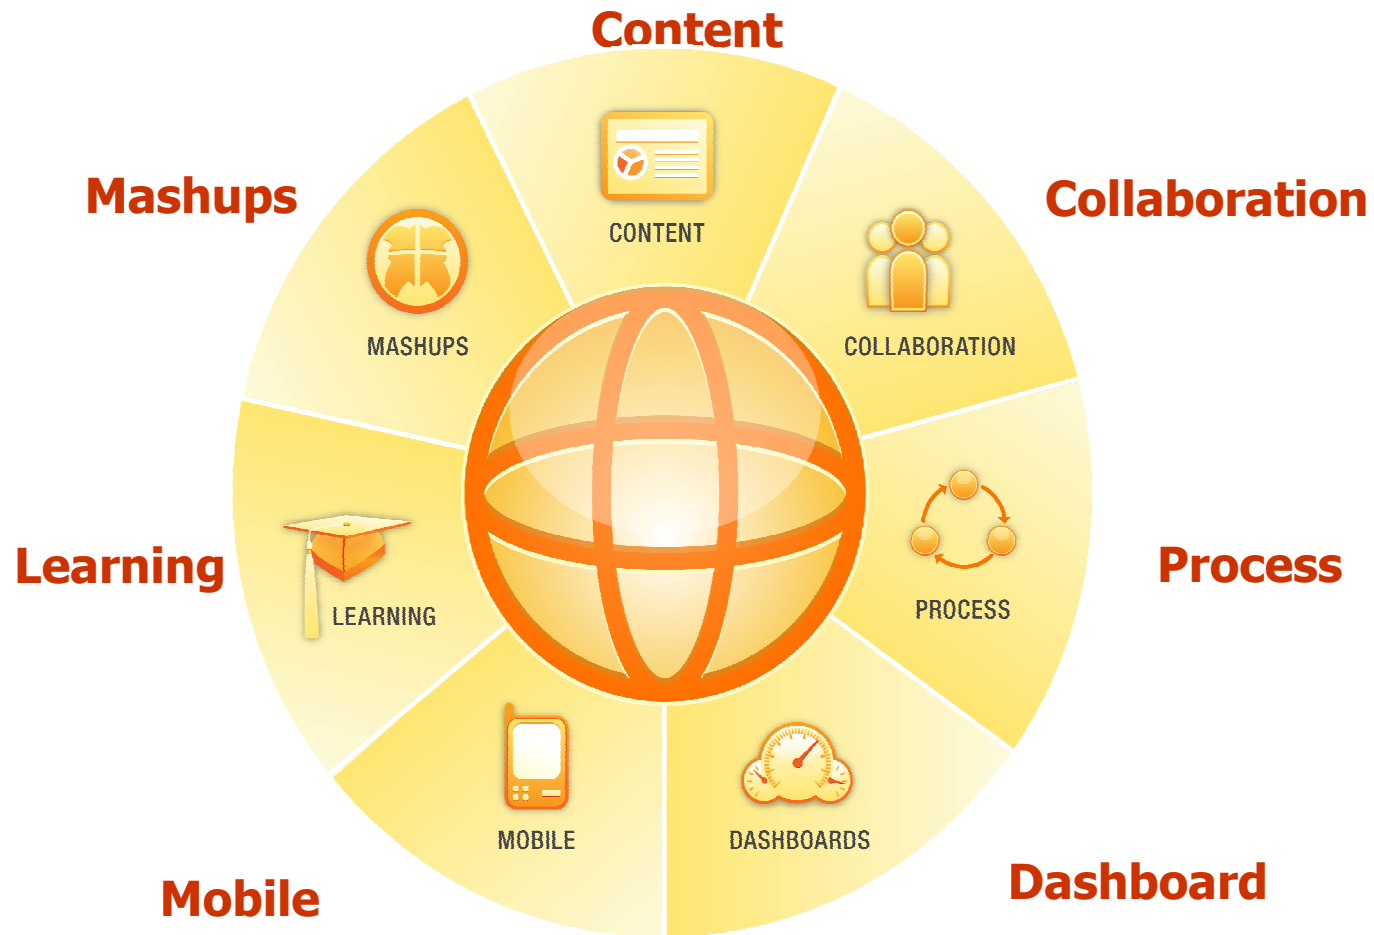 Content
Mashups
Collaboration
CONTENT
MASHUPS
COLLABORATION
Learning
LEARNING
PROCESS
Process
MOBILE
DASHBOARDS
Mobile
Dashboard